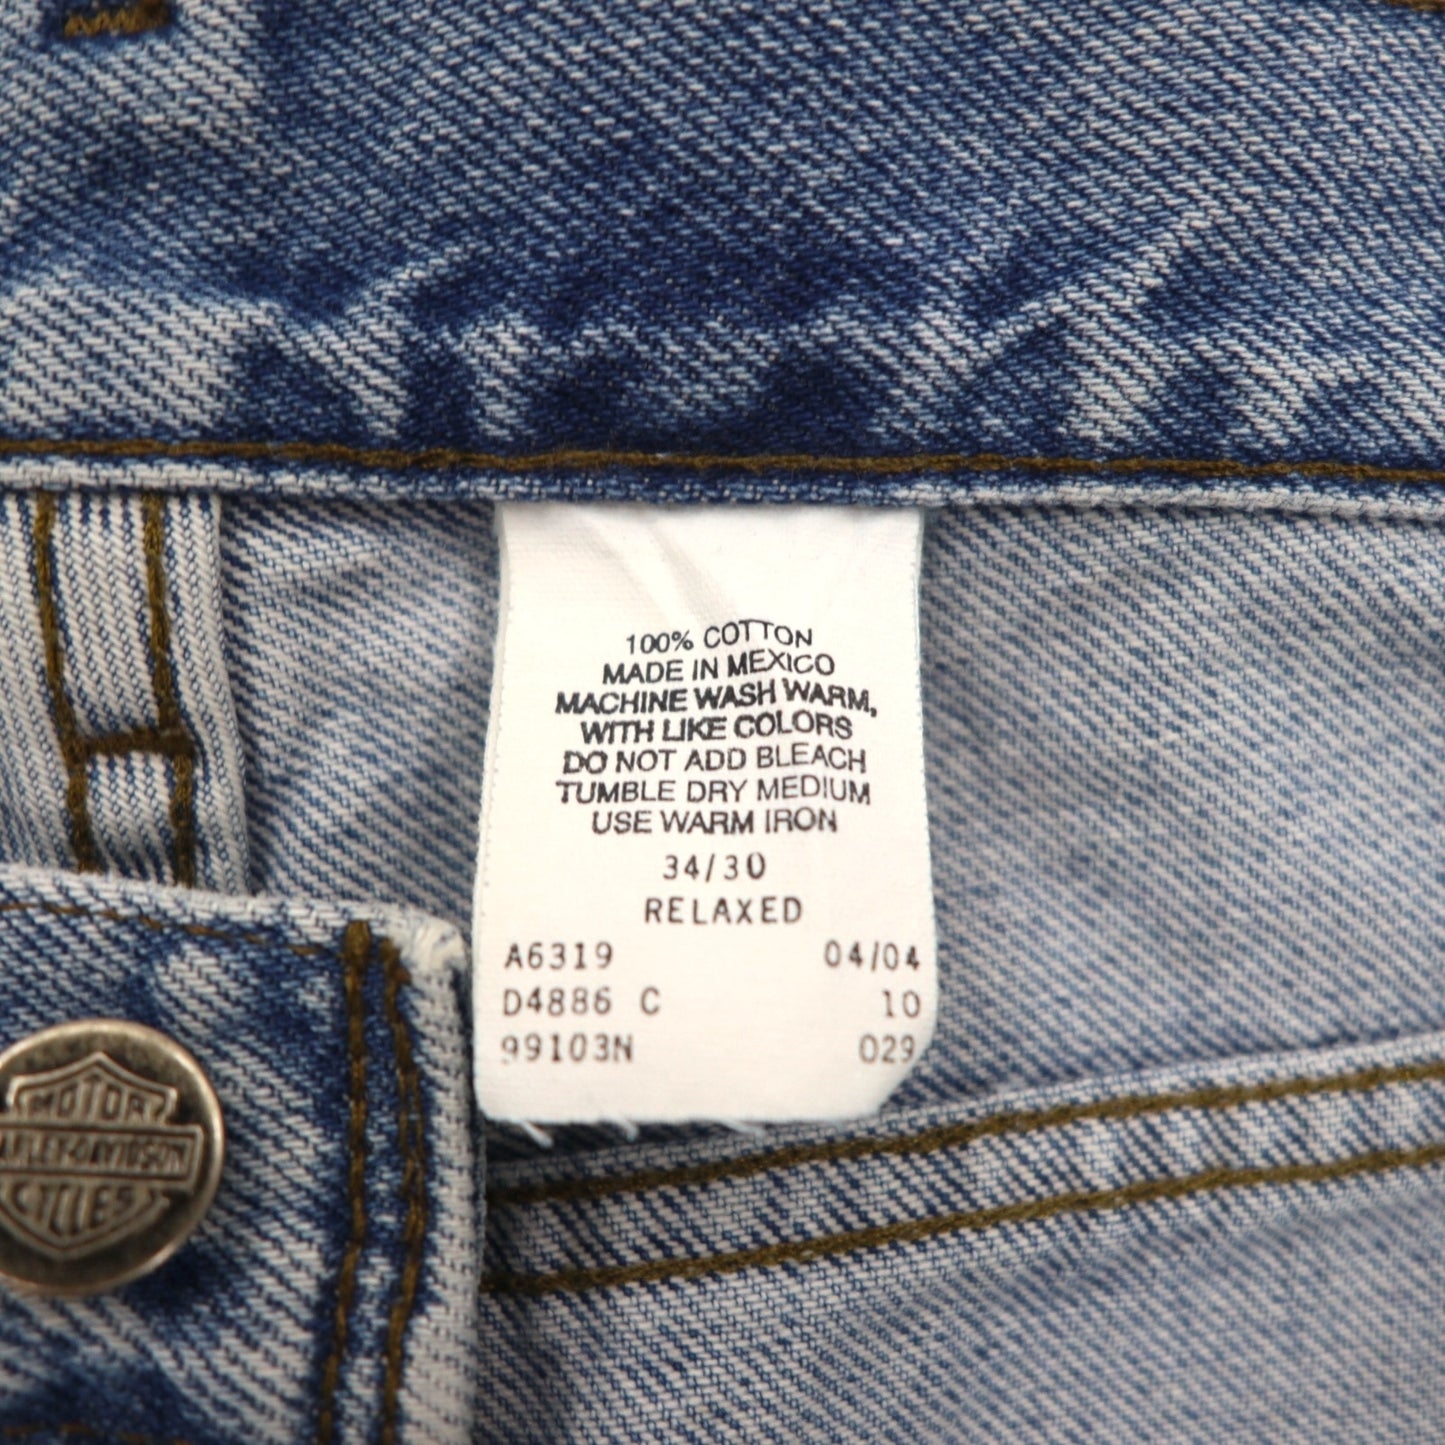 100% COTTON
MADE IN MEXICO
MACHINE WASH WARM,
WITH LIKE COLORS
DO NOT ADD BLEACH
TUMBLE DRY MEDIUM
USE WARM IRON
34/30
RELAXED
A6319 04/04
D4886 C 10
99103N 029
MOTOR
HARLEY-DAVIDSON
CYCLES